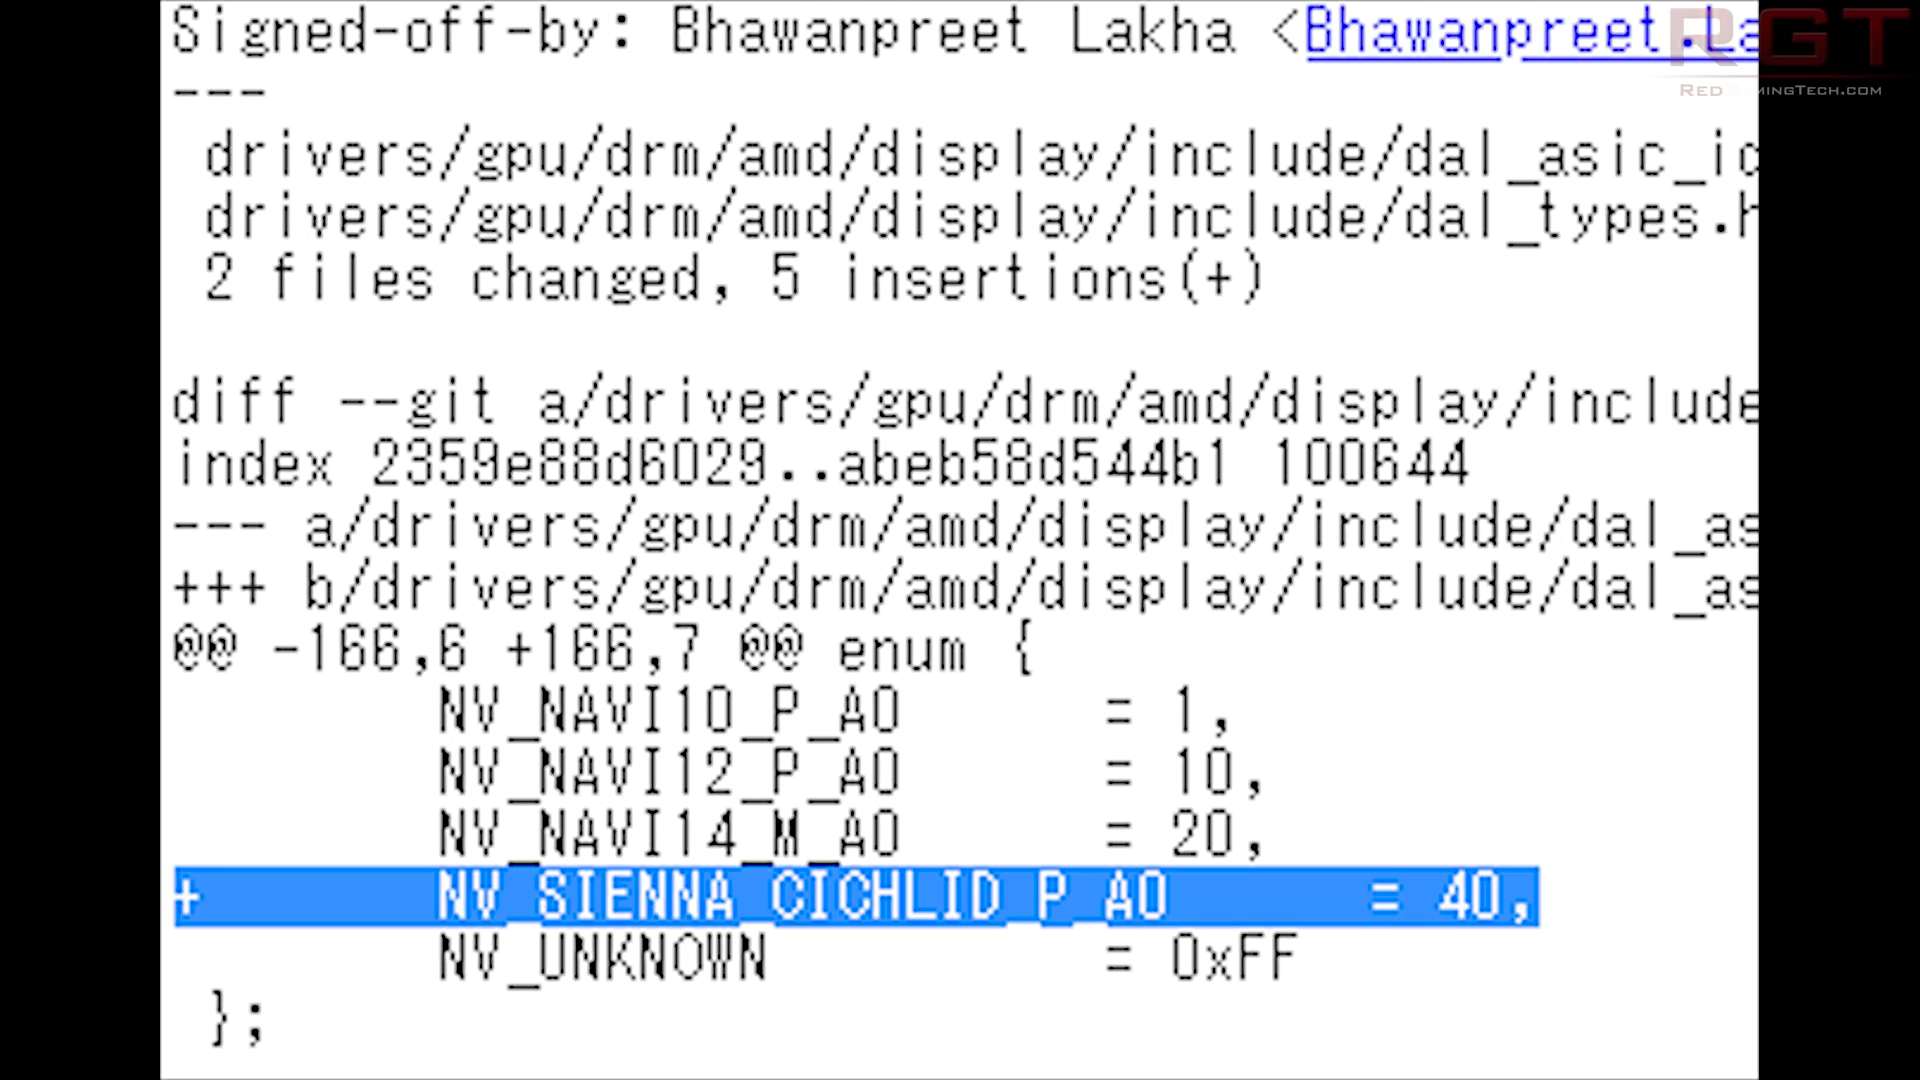 Signed-off-by: Bhawanpreet Lakha <Bhawanpreet.La
RGT
---
drivers/gpu/drm/amd/display/include/dal_asic_id
drivers/gpu/drm/amd/display/include/dal_types.h
2 files changed, 5 insertions(+)
diff --git a/drivers/gpu/drm/amd/display/include
index 2359e88d6029..abeb58d544b1 100644
--- a/drivers/gpu/drm/amd/display/include/dal_as
+++ b/drivers/gpu/drm/amd/display/include/dal_as
@@ -166,6 +166,7 @@ enum {
NV_NAVI10_P_A0 = 1,
NV_NAVI12_P_A0 = 10,
NV_NAVI14_M_A0 = 20,
+ NV_SIENNA_CICHLID_P_A0 = 40,
NV_UNKNOWN = 0xFF
};